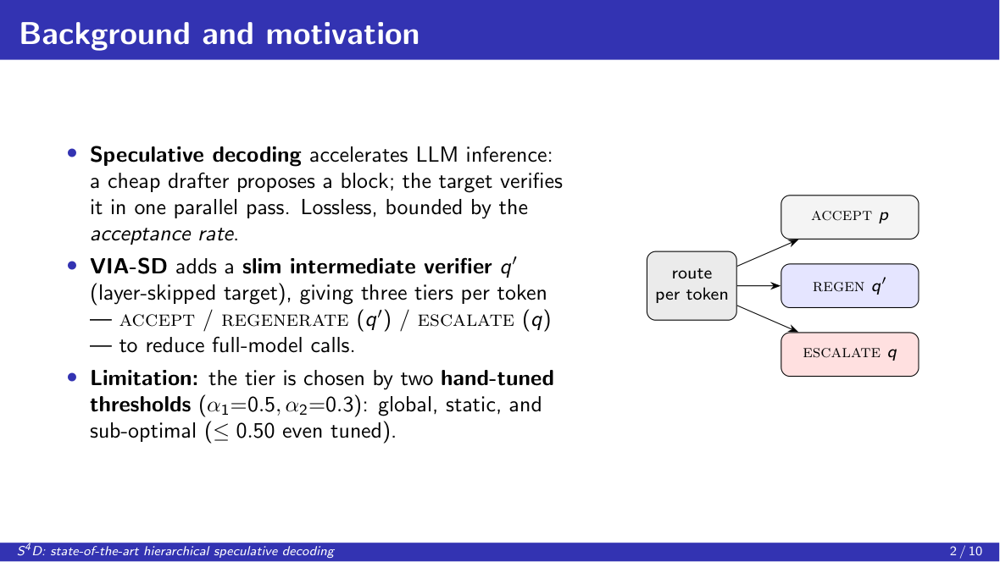 Background and motivation
• Speculative decoding accelerates LLM inference:
a cheap drafter proposes a block; the target verifies
it in one parallel pass. Lossless, bounded by the
acceptance rate.
• VIA-SD adds a slim intermediate verifier q′
(layer-skipped target), giving three tiers per token
— ACCEPT / REGENERATE (q′) / ESCALATE (q)
— to reduce full-model calls.
• Limitation: the tier is chosen by two hand-tuned
thresholds (α₁=0.5, α₂=0.3): global, static, and
sub-optimal (≤ 0.50 even tuned).
route
per token
ACCEPT p
REGEN q′
ESCALATE q
S⁴D: state-of-the-art hierarchical speculative decoding
2 / 10